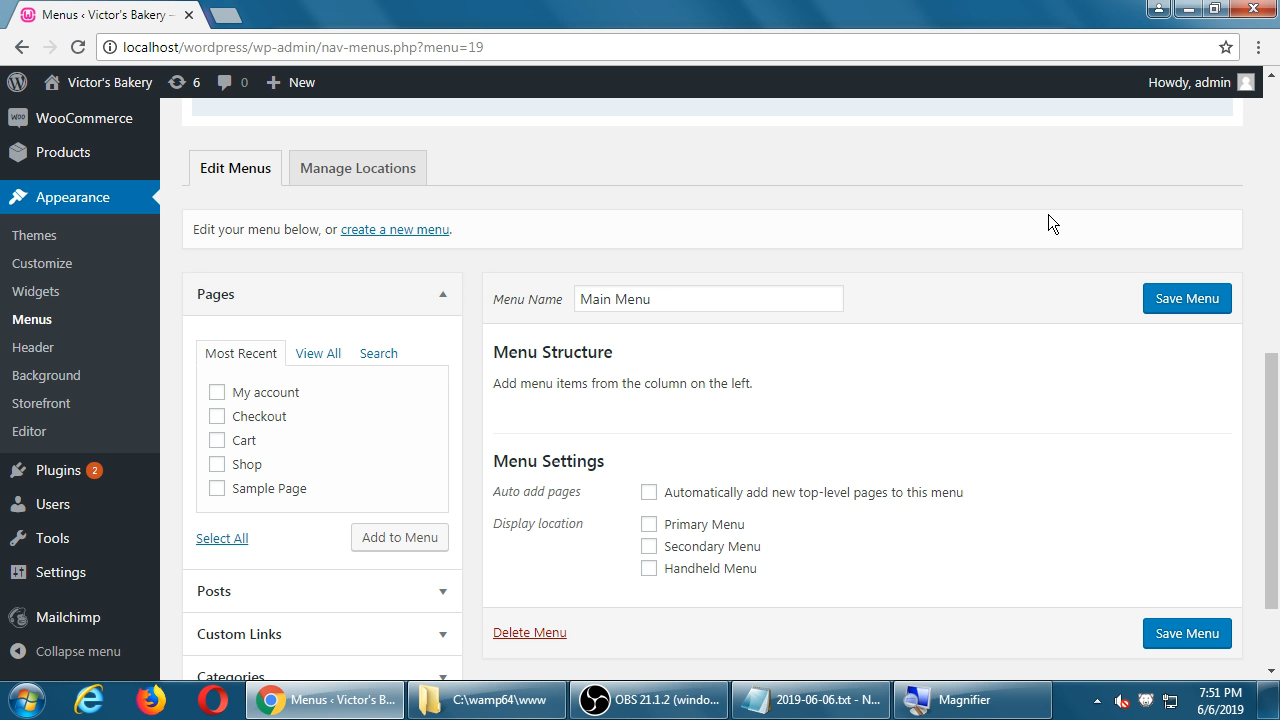 Menus ‹ Victor's Bakery –
localhost/wordpress/wp-admin/nav-menus.php?menu=19
Victor's Bakery
6
0
New
Howdy, admin
WooCommerce
Products
Appearance
Themes
Customize
Widgets
Menus
Header
Background
Storefront
Editor
Plugins 2
Users
Tools
Settings
Mailchimp
Collapse menu
Edit Menus
Manage Locations
Edit your menu below, or create a new menu.
Pages
Most Recent
View All
Search
My account
Checkout
Cart
Shop
Sample Page
Select All
Add to Menu
Posts
Custom Links
Categories
Menu Name
Main Menu
Save Menu
Menu Structure
Add menu items from the column on the left.
Menu Settings
Auto add pages
Automatically add new top-level pages to this menu
Display location
Primary Menu
Secondary Menu
Handheld Menu
Delete Menu
Save Menu
Menus ‹ Victor's B...
C:\wamp64\www
OBS 21.1.2 (windo...
2019-06-06.txt - N...
Magnifier
7:51 PM
6/6/2019